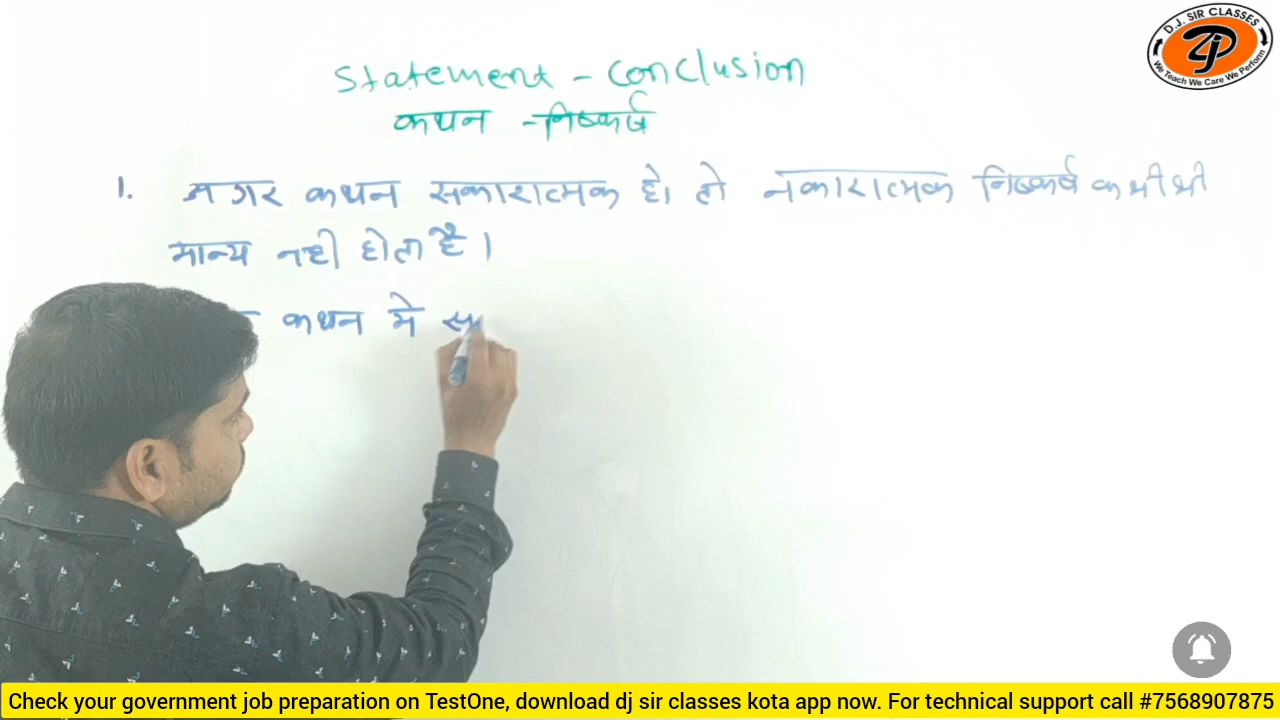 D.J. SIR CLASSES
We Teach We Care We Perform
Statement - Conclusion
कथन - निष्कर्ष
1. अगर कथन सकारात्मक है। तो नकारात्मक निष्कर्ष कभी भी
मान्य नही होता है।
कथन मे
Check your government job preparation on TestOne, download dj sir classes kota app now. For technical support call #7568907875